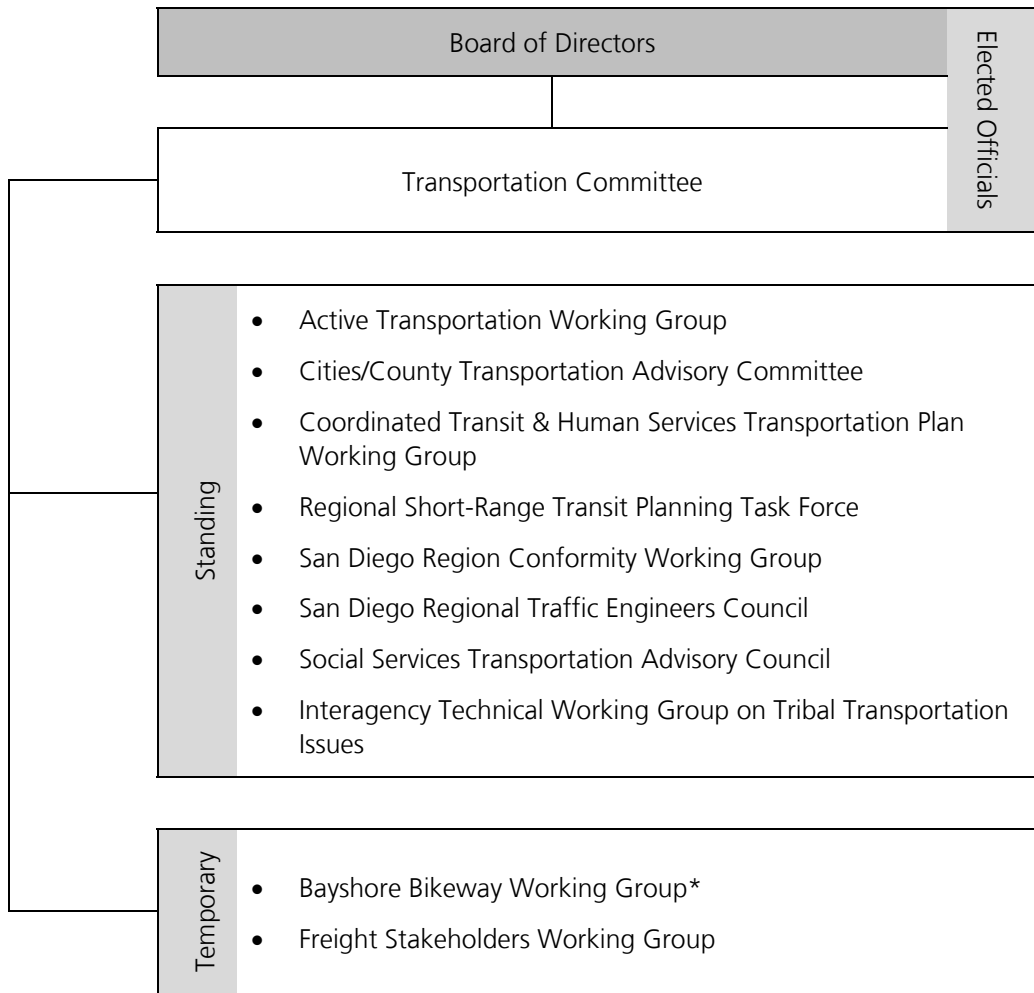 Board of Directors
Elected Officials
Transportation Committee
Standing
• Active Transportation Working Group
• Cities/County Transportation Advisory Committee
• Coordinated Transit & Human Services Transportation Plan
Working Group
• Regional Short-Range Transit Planning Task Force
• San Diego Region Conformity Working Group
• San Diego Regional Traffic Engineers Council
• Social Services Transportation Advisory Council
• Interagency Technical Working Group on Tribal Transportation
Issues
Temporary
• Bayshore Bikeway Working Group*
• Freight Stakeholders Working Group